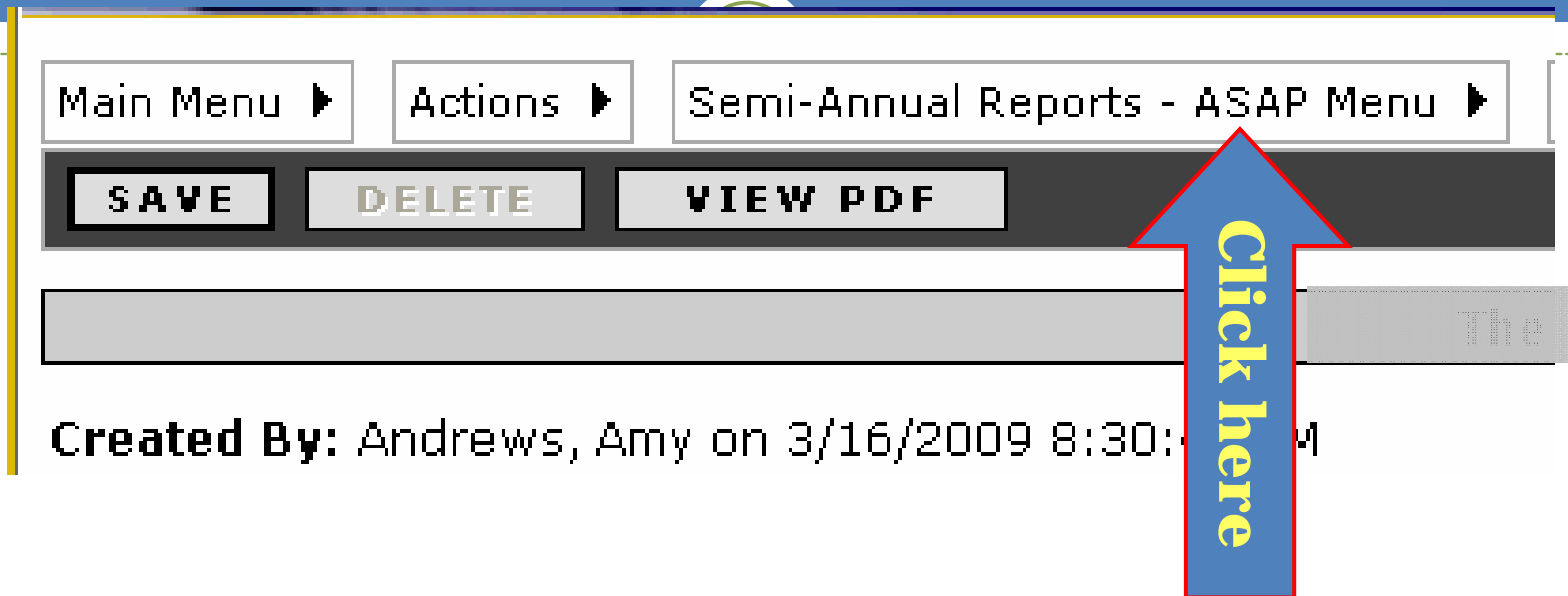 Main Menu Actions Semi-Annual Reports - ASAP Menu
SAVE DELETE VIEW PDF
The
Created By: Andrews, Amy on 3/16/2009 8:30:
Click here